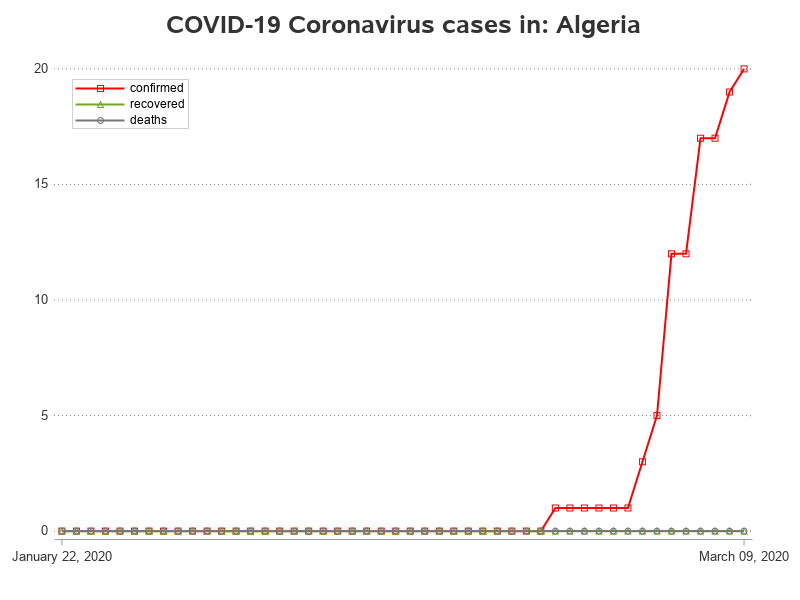 COVID-19 Coronavirus cases in: Algeria
20
confirmed
recovered
deaths
15
10
5
0
January 22, 2020
March 09, 2020